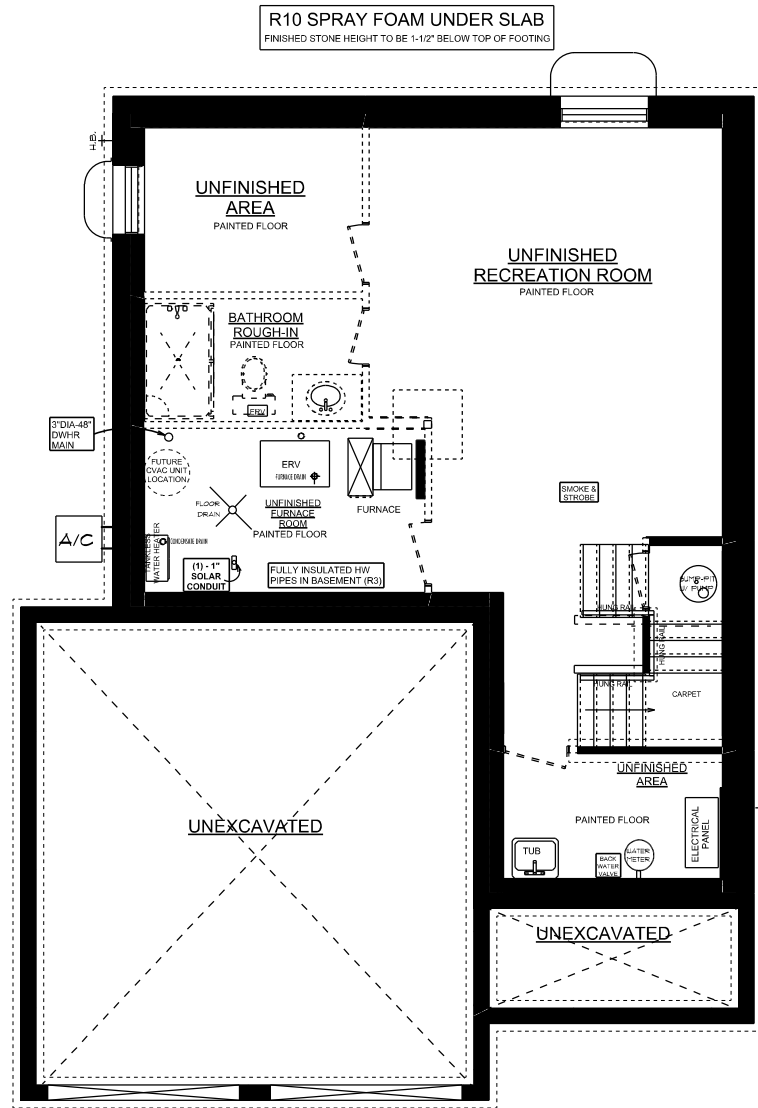 R10 SPRAY FOAM UNDER SLAB
FINISHED STONE HEIGHT TO BE 1-1/2" BELOW TOP OF FOOTING
H.B.
UNFINISHED
AREA
PAINTED FLOOR
UNFINISHED
RECREATION ROOM
PAINTED FLOOR
BATHROOM
ROUGH-IN
PAINTED FLOOR
ERV
3"DIA-48"
DWHR
MAIN
FUTURE
CVAC UNIT
LOCATION
ERV
FURNACE DRAIN
FURNACE
FLOOR
DRAIN
UNFINISHED
FURNACE
ROOM
PAINTED FLOOR
SMOKE &
STROBE
A/C
TANKLESS
WATER HEATER
CONDENSATE DRAIN
(1) - 1"
SOLAR
CONDUIT
FULLY INSULATED HW
PIPES IN BASEMENT (R3)
SUMP-PIT
W/ PUMP
HUNG RAIL
HUNG RAIL
HUNG RAIL
CARPET
UNFINISHED
AREA
PAINTED FLOOR
ELECTRICAL
PANEL
TUB
BACK
WATER
VALVE
WATER
METER
UNEXCAVATED
UNEXCAVATED